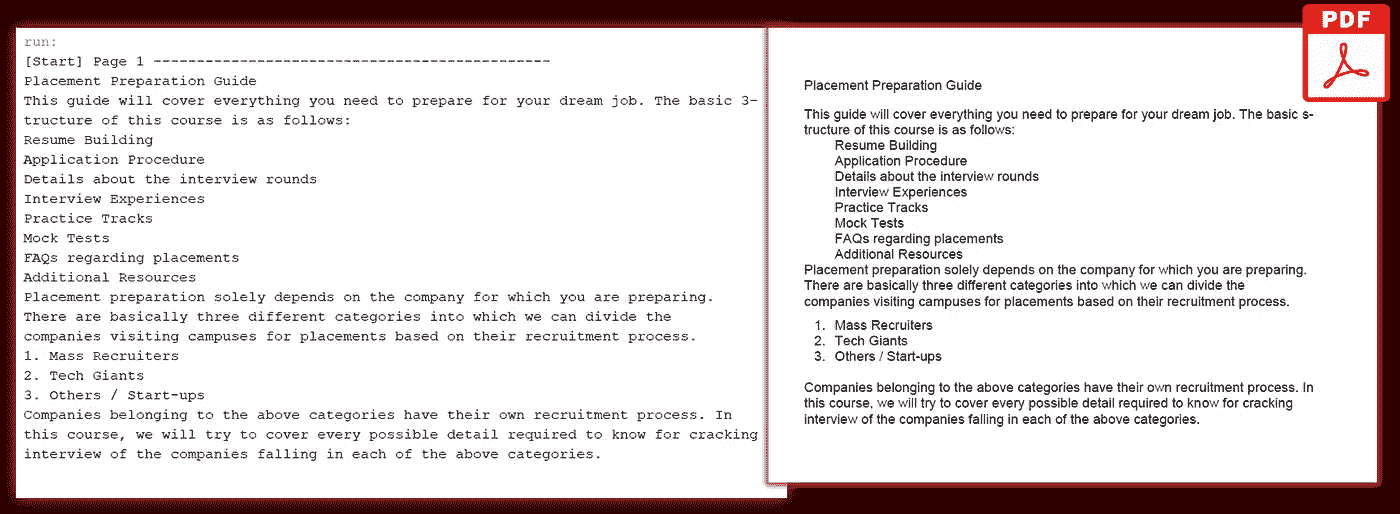 run:
[Start] Page 1 ----------------------------------------------
Placement Preparation Guide
This guide will cover everything you need to prepare for your dream job. The basic 3-
tructure of this course is as follows:
Resume Building
Application Procedure
Details about the interview rounds
Interview Experiences
Practice Tracks
Mock Tests
FAQs regarding placements
Additional Resources
Placement preparation solely depends on the company for which you are preparing.
There are basically three different categories into which we can divide the
companies visiting campuses for placements based on their recruitment process.
1. Mass Recruiters
2. Tech Giants
3. Others / Start-ups
Companies belonging to the above categories have their own recruitment process. In
this course, we will try to cover every possible detail required to know for cracking
interview of the companies falling in each of the above categories.
PDF
Placement Preparation Guide
This guide will cover everything you need to prepare for your dream job. The basic s-
tructure of this course is as follows:
Resume Building
Application Procedure
Details about the interview rounds
Interview Experiences
Practice Tracks
Mock Tests
FAQs regarding placements
Additional Resources
Placement preparation solely depends on the company for which you are preparing.
There are basically three different categories into which we can divide the
companies visiting campuses for placements based on their recruitment process.
1. Mass Recruiters
2. Tech Giants
3. Others / Start-ups
Companies belonging to the above categories have their own recruitment process. In
this course, we will try to cover every possible detail required to know for cracking
interview of the companies falling in each of the above categories.